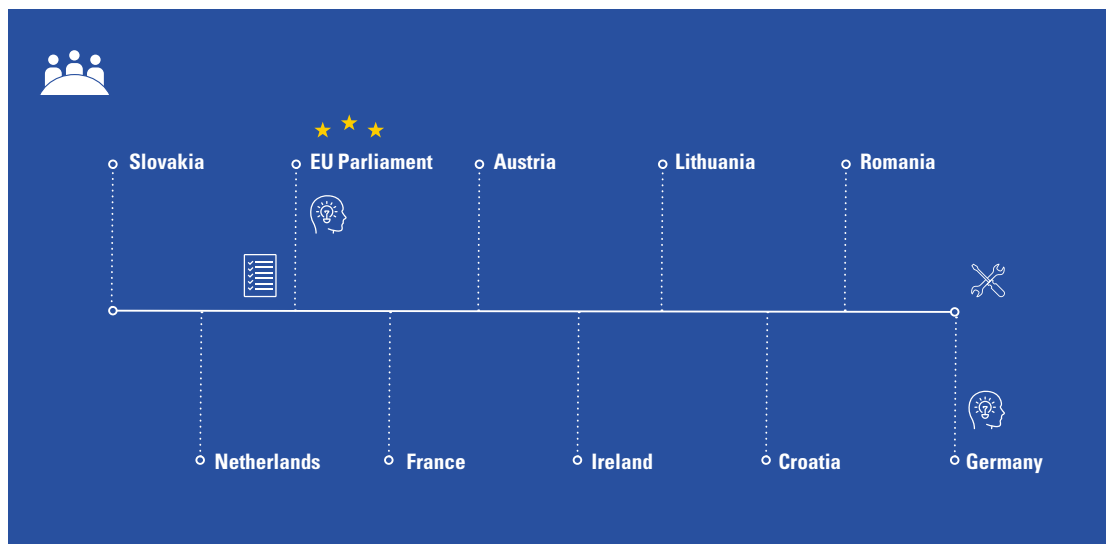 Slovakia
EU Parliament
Austria
Lithuania
Romania
Netherlands
France
Ireland
Croatia
Germany